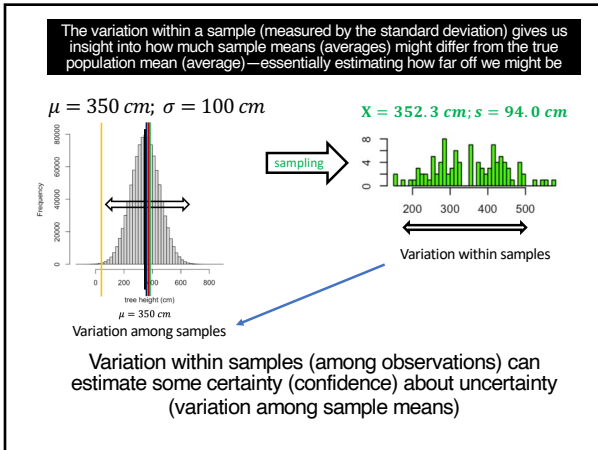 The variation within a sample (measured by the standard deviation) gives us
insight into how much sample means (averages) might differ from the true
population mean (average)—essentially estimating how far off we might be
μ = 350 cm; σ = 100 cm
X = 352.3 cm; s = 94.0 cm
sampling
Frequency
80000
60000
40000
20000
0
0 200 400 600 800
tree height (cm)
μ = 350 cm
Variation among samples
8
4
0
200 300 400 500
Variation within samples
Variation within samples (among observations) can
estimate some certainty (confidence) about uncertainty
(variation among sample means)